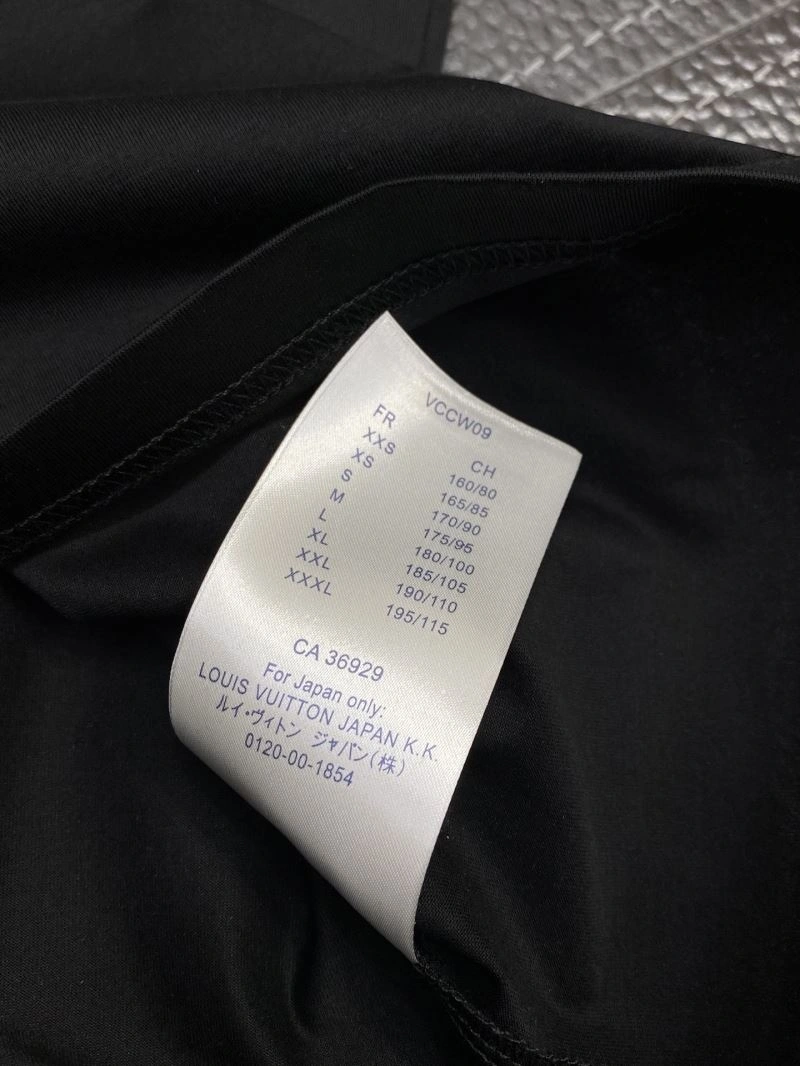 VCCW09
FR CH
XXS 160/80
XS 165/85
S 170/90
M 175/95
L 180/100
XL 185/105
XXL 190/110
XXXL 195/115
CA 36929
For Japan only:
LOUIS VUITTON JAPAN K.K.
ルイ・ヴィトン ジャパン(株)
0120-00-1854